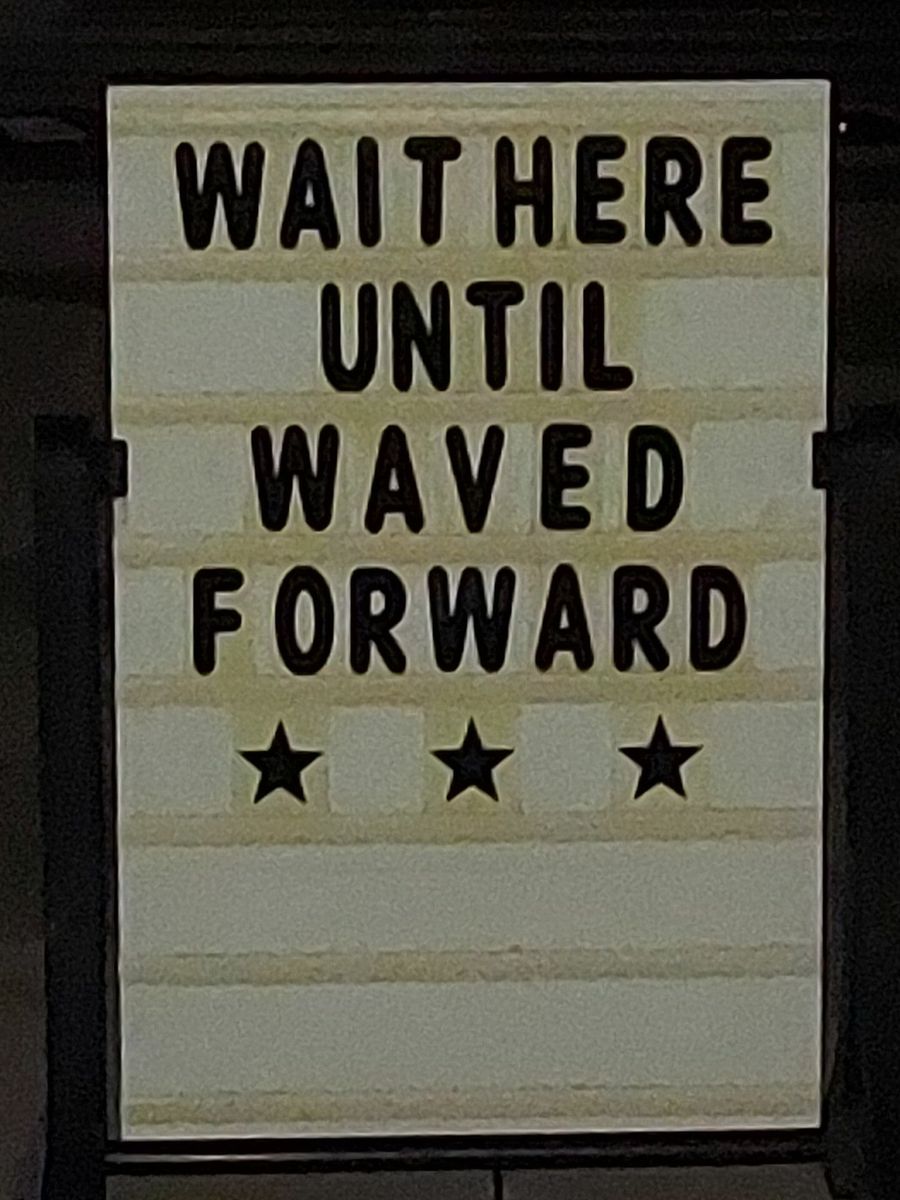 WAIT HERE
UNTIL
WAVED
FORWARD
★ ★ ★